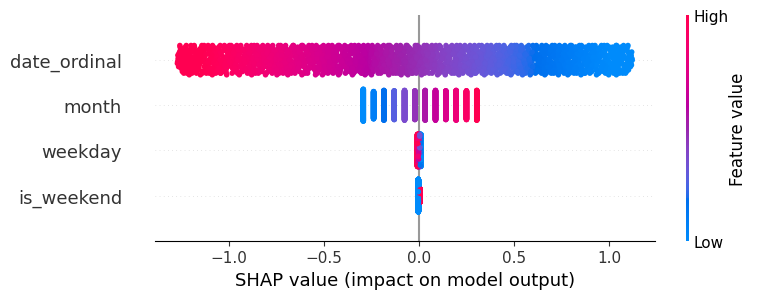 High
date_ordinal
month
weekday
is_weekend
Feature value
Low
−1.0 −0.5 0.0 0.5 1.0
SHAP value (impact on model output)